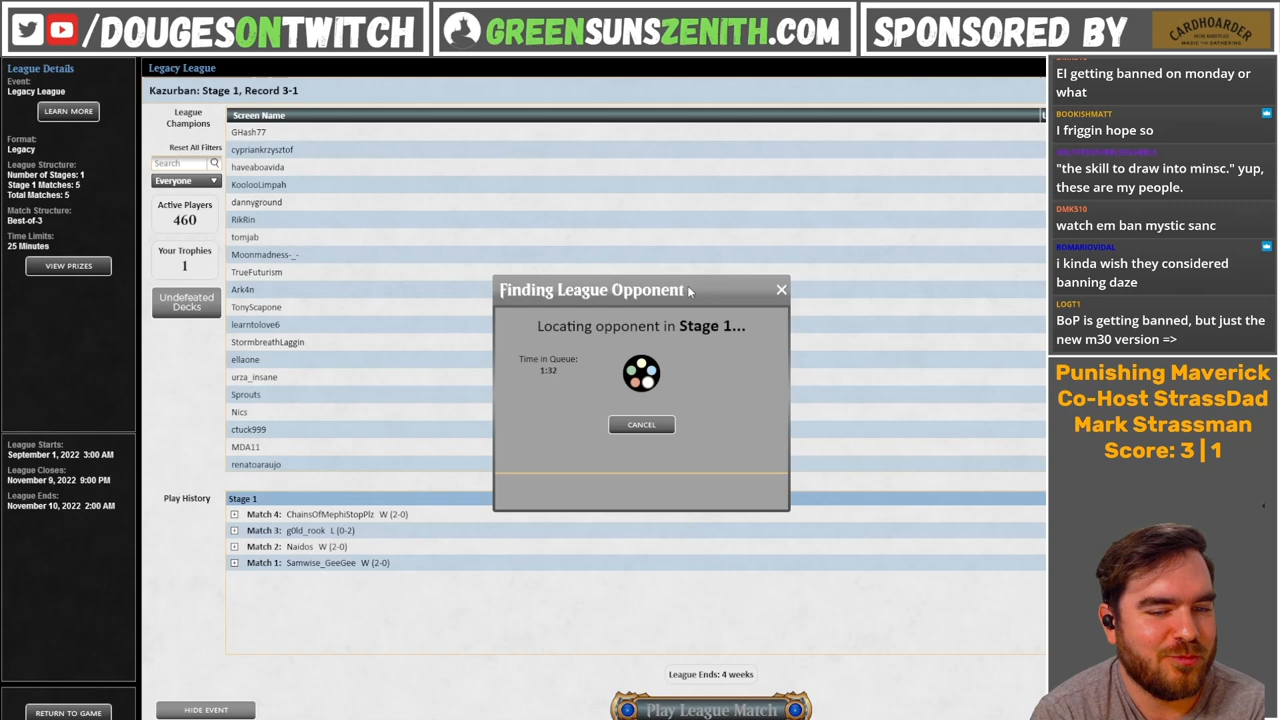 /DOUGESONTWITCH
GREENSUNSZENITH.COM
SPONSORED BY
CARDHOARDER
League Details
Event:
Legacy League
LEARN MORE
Format:
Legacy
League Structure:
Number of Stages: 1
Stage 1 Matches: 5
Total Matches: 5
Match Structure:
Best-of-3
Time Limits:
25 Minutes
VIEW PRIZES
League Starts:
September 1, 2022 3:00 AM
League Closes:
November 9, 2022 9:00 PM
League Ends:
November 10, 2022 2:00 AM
RETURN TO GAME
Legacy League
Kazurban: Stage 1, Record 3-1
League
Champions
Reset All Filters
Search
Everyone
Active Players
460
Your Trophies
1
Undefeated
Decks
Screen Name
GHash77
cypriankrzysztof
haveaboavida
KoolooLimpah
dannyground
RikRin
tomjab
Moonmadness-_-
TrueFuturism
Ark4n
TonyScapone
learntolove6
StormbreathLaggin
ellaone
urza_insane
Sprouts
Nics
ctuck999
MDA11
renatoaraujo
Play History
Stage 1
Match 4: ChainsOfMephiStopPlz W (2-0)
Match 3: g0ld_rook L (0-2)
Match 2: Naidos W (2-0)
Match 1: Samwise_GeeGee W (2-0)
League Ends: 4 weeks
HIDE EVENT
Play League Match
Finding League Opponent
Locating opponent in Stage 1...
Time in Queue:
1:32
CANCEL
EI getting banned on monday or
what
BOOKISHMATT
I friggin hope so
"the skill to draw into minsc." yup,
these are my people.
DMK510
watch em ban mystic sanc
ROMARIOVIDAL
i kinda wish they considered
banning daze
LOGT1
BoP is getting banned, but just the
new m30 version =>
Punishing Maverick
Co-Host StrassDad
Mark Strassman
Score: 3 | 1